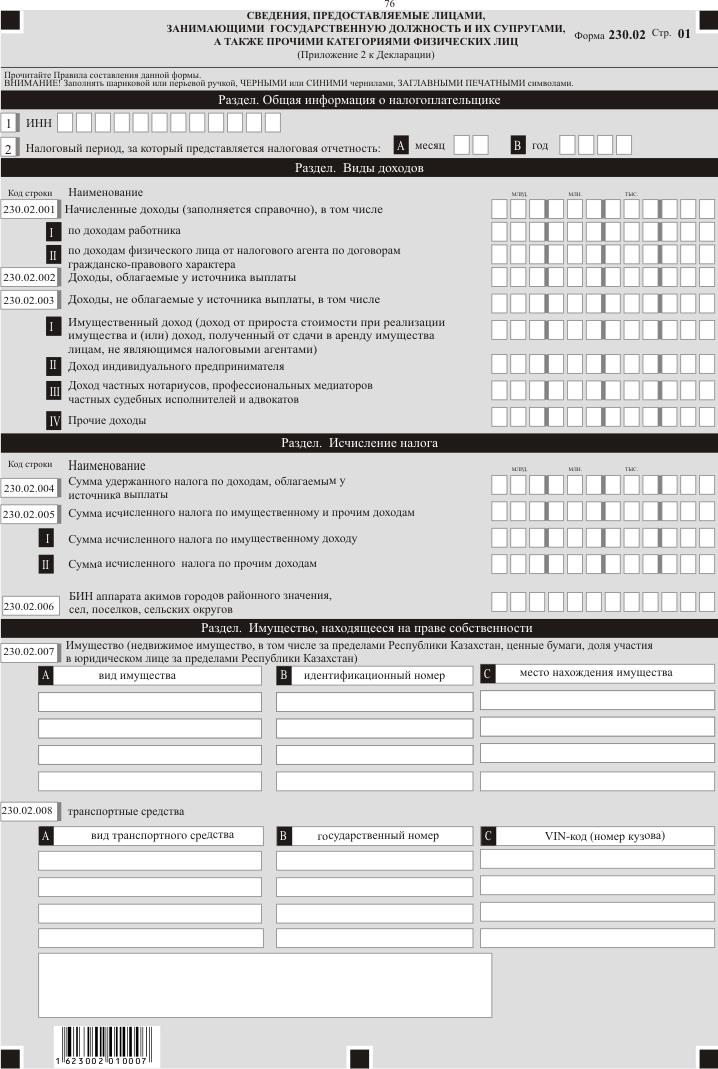 76
СВЕДЕНИЯ, ПРЕДОСТАВЛЯЕМЫЕ ЛИЦАМИ,
ЗАНИМАЮЩИМИ ГОСУДАРСТВЕННУЮ ДОЛЖНОСТЬ И ИХ СУПРУГАМИ,
А ТАКЖЕ ПРОЧИМИ КАТЕГОРИЯМИ ФИЗИЧЕСКИХ ЛИЦ
(Приложение 2 к Декларации)
Форма 230.02 Стр. 01
Прочитайте Правила составления данной формы.
ВНИМАНИЕ! Заполнять шариковой или перьевой ручкой, ЧЕРНЫМИ или СИНИМИ чернилами, ЗАГЛАВНЫМИ ПЕЧАТНЫМИ символами.
Раздел. Общая информация о налогоплательщике
1 ИНН
2 Налоговый период, за который представляется налоговая отчетность: A месяц B год
Раздел. Виды доходов
Код строки Наименование млрд. млн. тыс.
230.02.001 Начисленные доходы (заполняется справочно), в том числе
I по доходам работника
II по доходам физического лица от налогового агента по договорам
гражданско-правового характера
230.02.002 Доходы, облагаемые у источника выплаты
230.02.003 Доходы, не облагаемые у источника выплаты, в том числе
I Имущественный доход (доход от прироста стоимости при реализации
имущества и (или) доход, полученный от сдачи в аренду имущества
лицам, не являющимся налоговыми агентами)
II Доход индивидуального предпринимателя
III Доход частных нотариусов, профессиональных медиаторов
частных судебных исполнителей и адвокатов
IV Прочие доходы
Раздел. Исчисление налога
Код строки Наименование млрд. млн. тыс.
230.02.004 Сумма удержанного налога по доходам, облагаемым у
источника выплаты
230.02.005 Сумма исчисленного налога по имущественному и прочим доходам
I Сумма исчисленного налога по имущественному доходу
II Сумма исчисленного налога по прочим доходам
230.02.006 БИН аппарата акимов городов районного значения,
сел, поселков, сельских округов
Раздел. Имущество, находящееся на праве собственности
230.02.007 Имущество (недвижимое имущество, в том числе за пределами Республики Казахстан, ценные бумаги, доля участия
в юридическом лице за пределами Республики Казахстан)
A вид имущества B идентификационный номер C место нахождения имущества
230.02.008 транспортные средства
A вид транспортного средства B государственный номер C VIN-код (номер кузова)
1 623002 010007